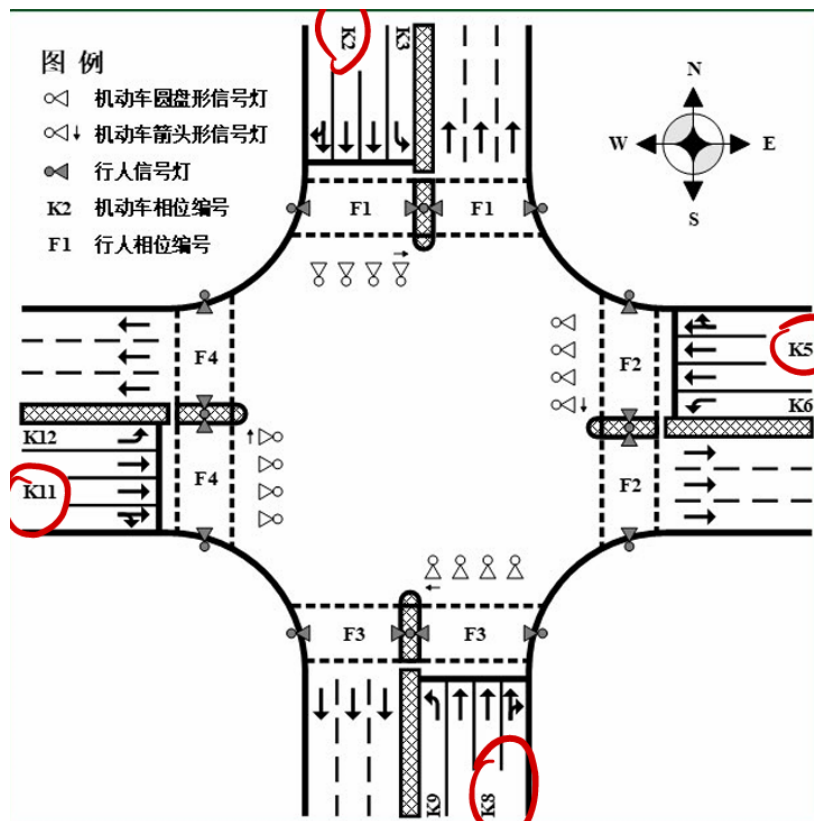 图 例
机动车圆盘形信号灯
机动车箭头形信号灯
行人信号灯
K2 机动车相位编号
F1 行人相位编号
K2
K3
N
W
E
S
F1
F1
F4
F2
K5
K6
K12
K11
F4
F2
F3
F3
K9
K8